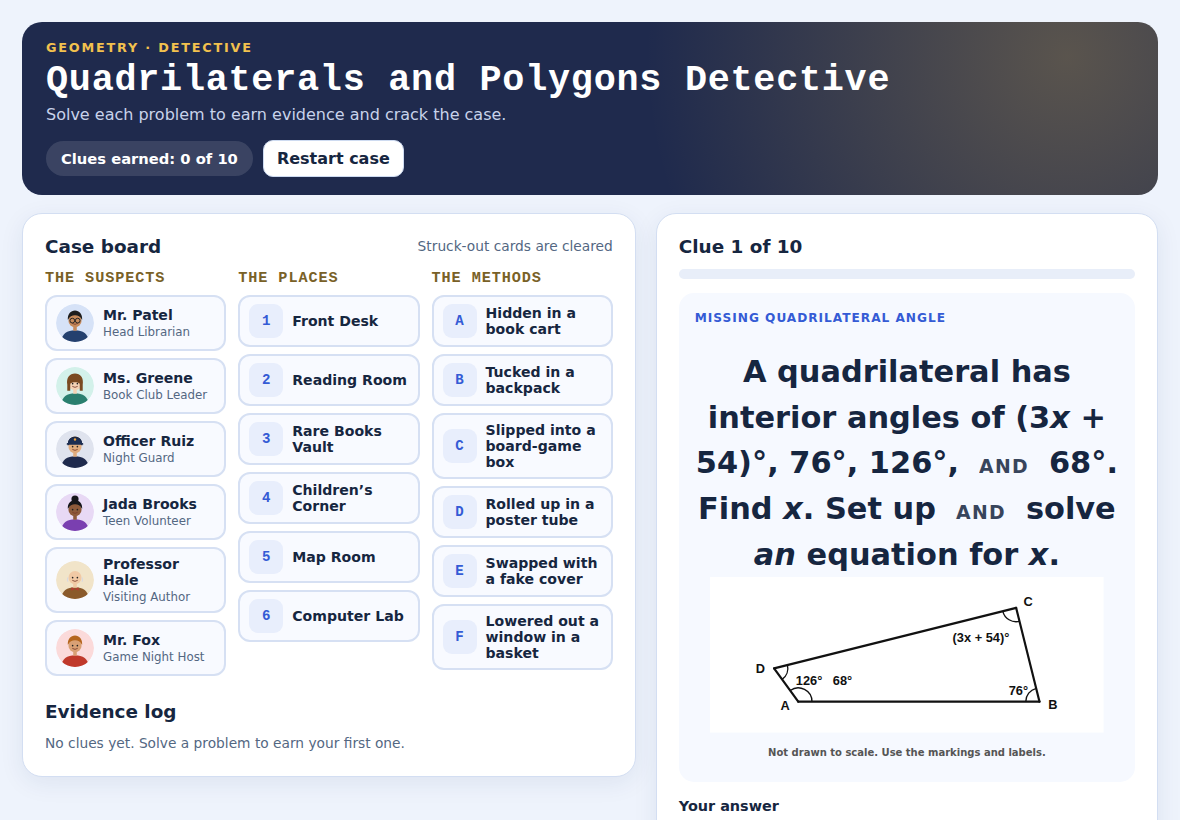 GEOMETRY · DETECTIVE
Quadrilaterals and Polygons Detective
Solve each problem to earn evidence and crack the case.
Clues earned: 0 of 10
Restart case
Case board
Struck-out cards are cleared
THE SUSPECTS
Mr. Patel
Head Librarian
Ms. Greene
Book Club Leader
Officer Ruiz
Night Guard
Jada Brooks
Teen Volunteer
Professor
Hale
Visiting Author
Mr. Fox
Game Night Host
THE PLACES
1 Front Desk
2 Reading Room
3 Rare Books
Vault
4 Children’s
Corner
5 Map Room
6 Computer Lab
THE METHODS
A Hidden in a
book cart
B Tucked in a
backpack
C Slipped into a
board-game
box
D Rolled up in a
poster tube
E Swapped with
a fake cover
F Lowered out a
window in a
basket
Evidence log
No clues yet. Solve a problem to earn your first one.
Clue 1 of 10
MISSING QUADRILATERAL ANGLE
A quadrilateral has
interior angles of (3x +
54)°, 76°, 126°, AND 68°.
Find x. Set up AND solve
an equation for x.
C
(3x + 54)°
D
126° 68°
76°
A
B
Not drawn to scale. Use the markings and labels.
Your answer